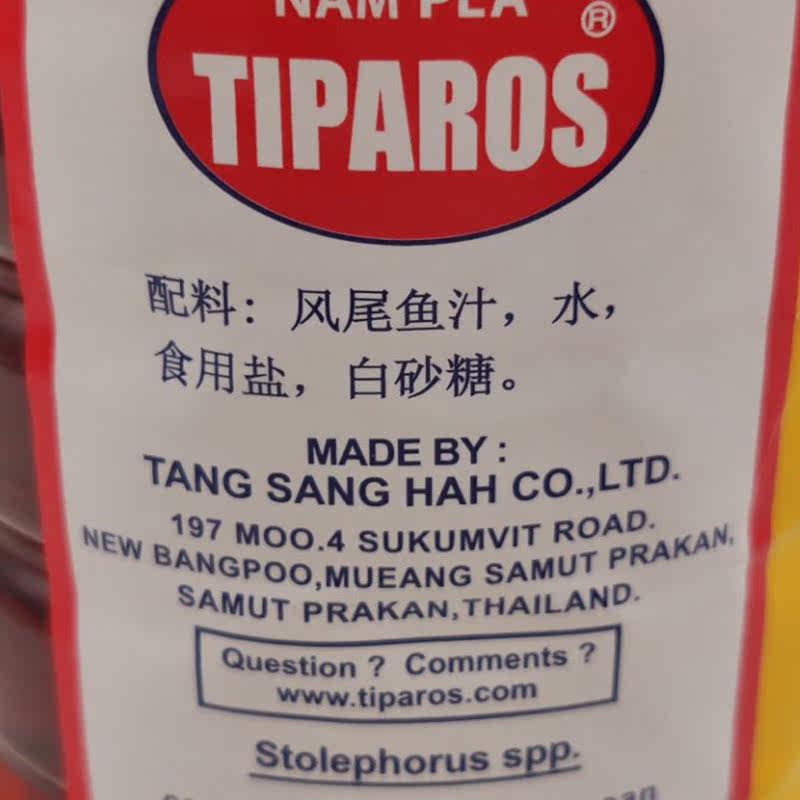 NAM PLA
TIPAROS®
配料：风尾鱼汁，水，
食用盐，白砂糖。
MADE BY :
TANG SANG HAH CO.,LTD.
197 MOO.4 SUKUMVIT ROAD.
NEW BANGPOO,MUEANG SAMUT PRAKAN,
SAMUT PRAKAN,THAILAND.
Question ? Comments ?
www.tiparos.com
Stolephorus spp.